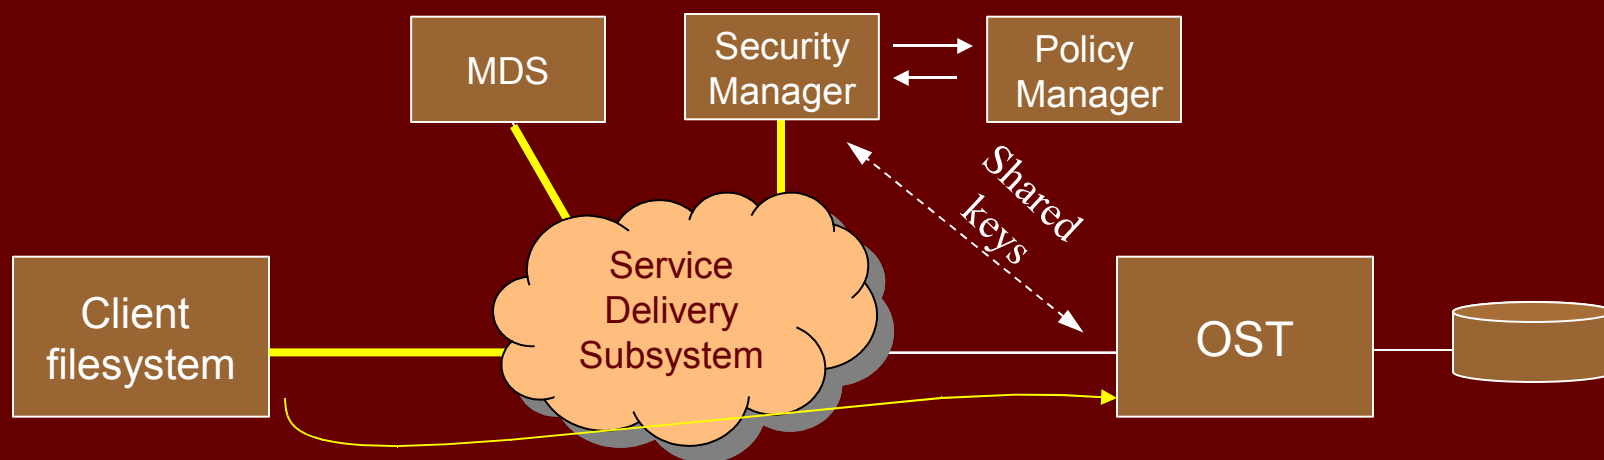 MDS
Security
Manager
Policy
Manager
Shared
keys
Service
Delivery
Subsystem
Client
filesystem
OST